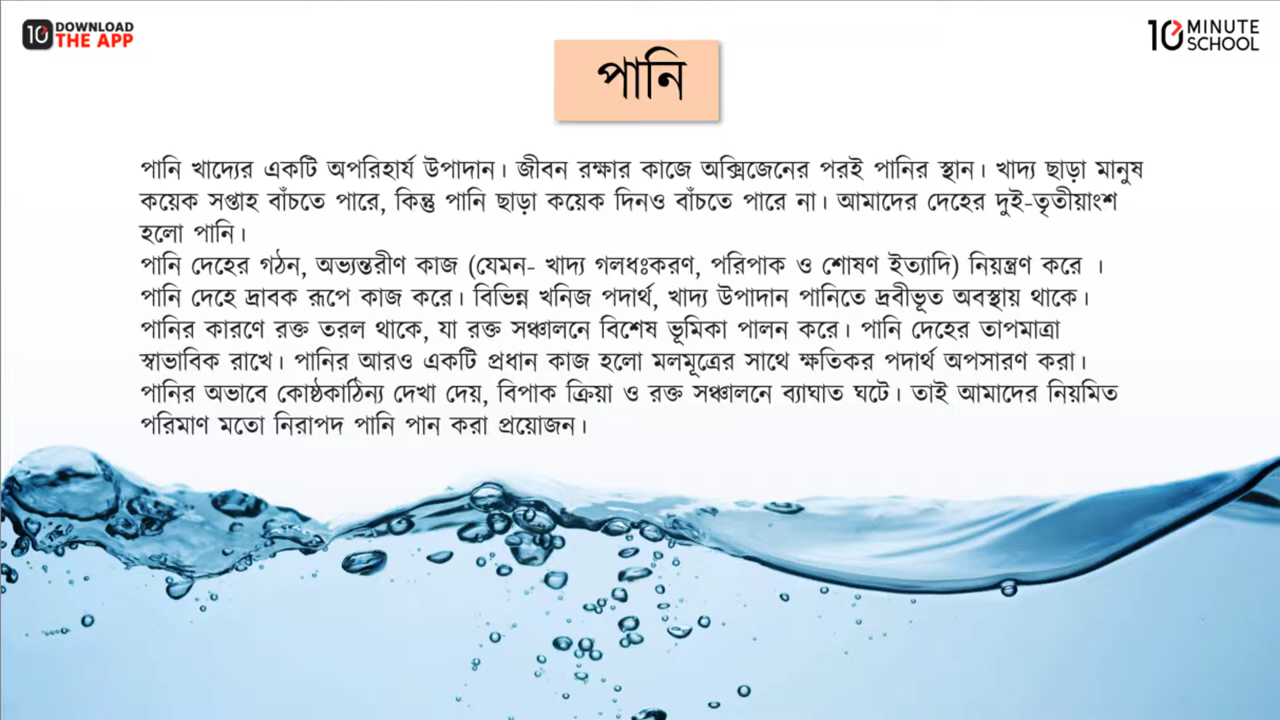 10 DOWNLOAD
THE APP
10 MINUTE
SCHOOL
পানি
পানি খাদ্যের একটি অপরিহার্য উপাদান। জীবন রক্ষার কাজে অক্সিজেনের পরই পানির স্থান। খাদ্য ছাড়া মানুষ
কয়েক সপ্তাহ বাঁচতে পারে, কিন্তু পানি ছাড়া কয়েক দিনও বাঁচতে পারে না। আমাদের দেহের দুই-তৃতীয়াংশ
হলো পানি।
পানি দেহের গঠন, অভ্যন্তরীণ কাজ (যেমন- খাদ্য গলধঃকরণ, পরিপাক ও শোষণ ইত্যাদি) নিয়ন্ত্রণ করে ।
পানি দেহে দ্রাবক রূপে কাজ করে। বিভিন্ন খনিজ পদার্থ, খাদ্য উপাদান পানিতে দ্রবীভূত অবস্থায় থাকে।
পানির কারণে রক্ত তরল থাকে, যা রক্ত সঞ্চালনে বিশেষ ভূমিকা পালন করে। পানি দেহের তাপমাত্রা
স্বাভাবিক রাখে। পানির আরও একটি প্রধান কাজ হলো মলমূত্রের সাথে ক্ষতিকর পদার্থ অপসারণ করা।
পানির অভাবে কোষ্ঠকাঠিন্য দেখা দেয়, বিপাক ক্রিয়া ও রক্ত সঞ্চালনে ব্যাঘাত ঘটে। তাই আমাদের নিয়মিত
পরিমাণ মতো নিরাপদ পানি পান করা প্রয়োজন।